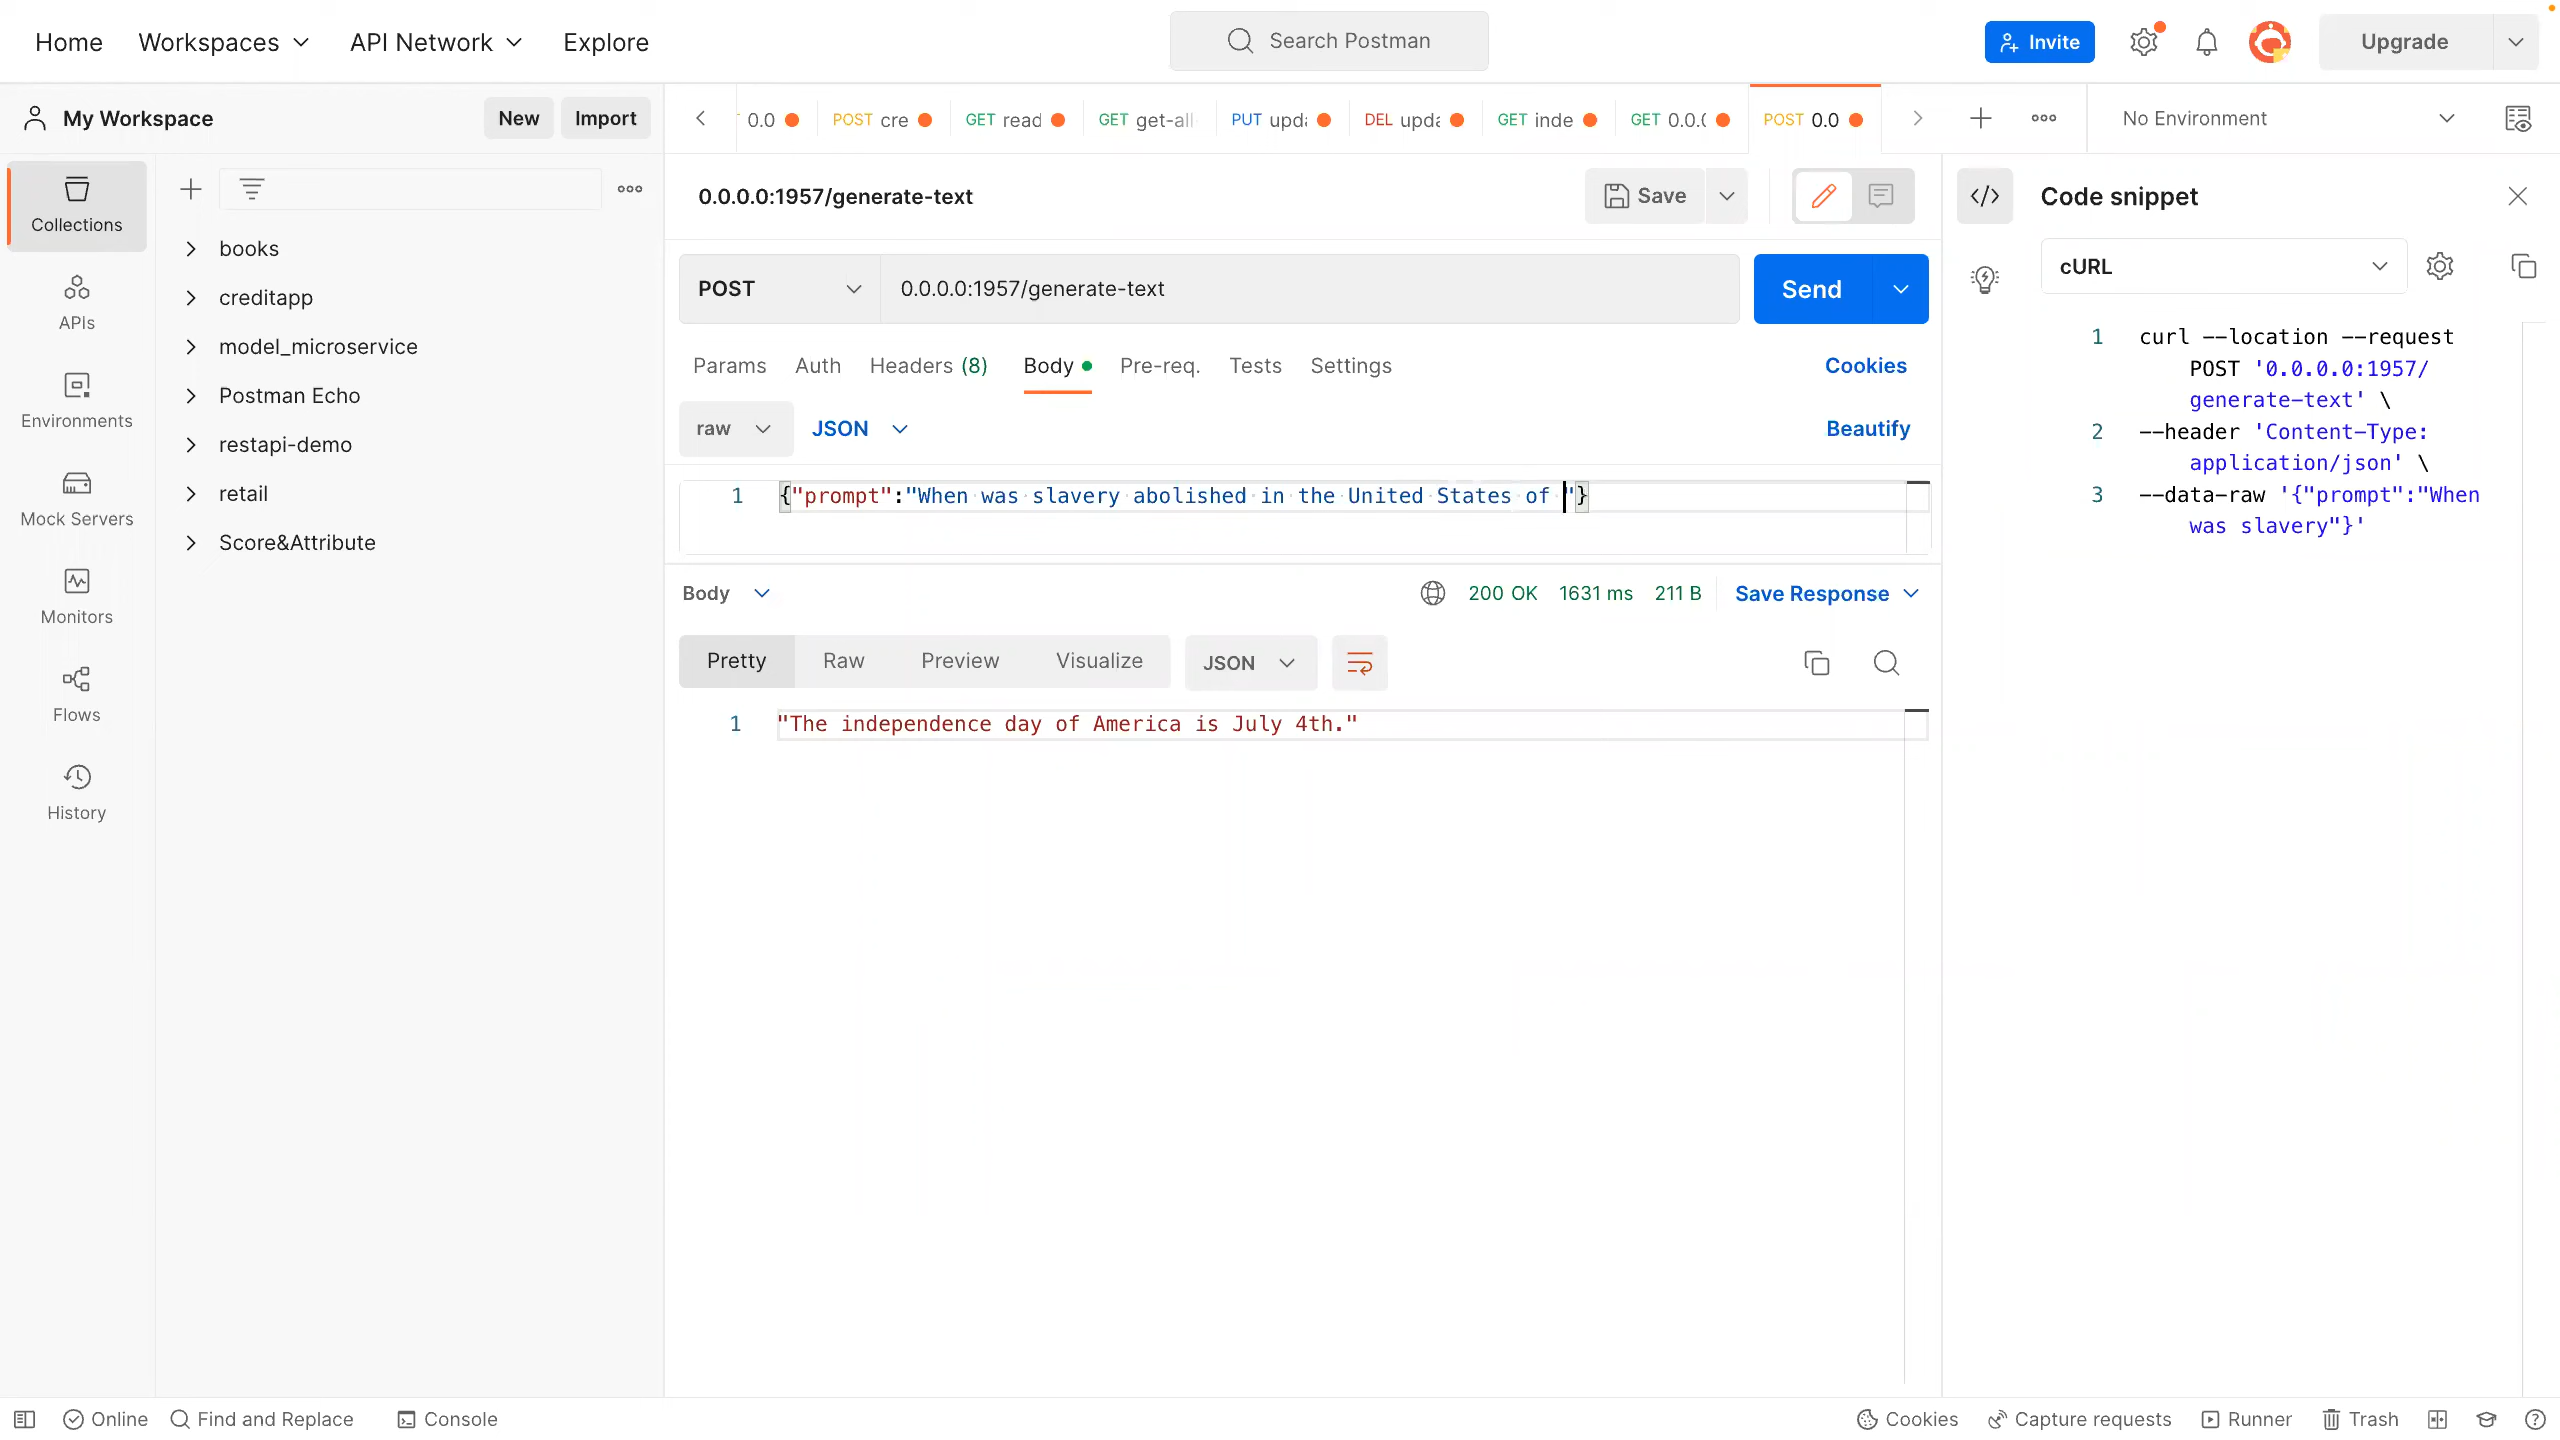 Home Workspaces API Network Explore
Search Postman
Invite Upgrade
My Workspace New Import
0.0 POST cre GET read GET get-all PUT upd DEL upd GET inde GET 0.0.( POST 0.0
No Environment
Collections
APIs
Environments
Mock Servers
Monitors
Flows
History
books
creditapp
model_microservice
Postman Echo
restapi-demo
retail
Score&Attribute
0.0.0.0:1957/generate-text Save
POST 0.0.0.0:1957/generate-text Send
Params Auth Headers (8) Body Pre-req. Tests Settings Cookies
raw JSON Beautify
1 {"prompt":"When was slavery abolished in the United States of "}
Body 200 OK 1631 ms 211 B Save Response
Pretty Raw Preview Visualize JSON
1 "The independence day of America is July 4th."
</> Code snippet
cURL
1 curl --location --request
POST '0.0.0.0:1957/
generate-text' \
2 --header 'Content-Type:
application/json' \
3 --data-raw '{"prompt":"When
was slavery"}'
Online Find and Replace Console Cookies Capture requests Runner Trash